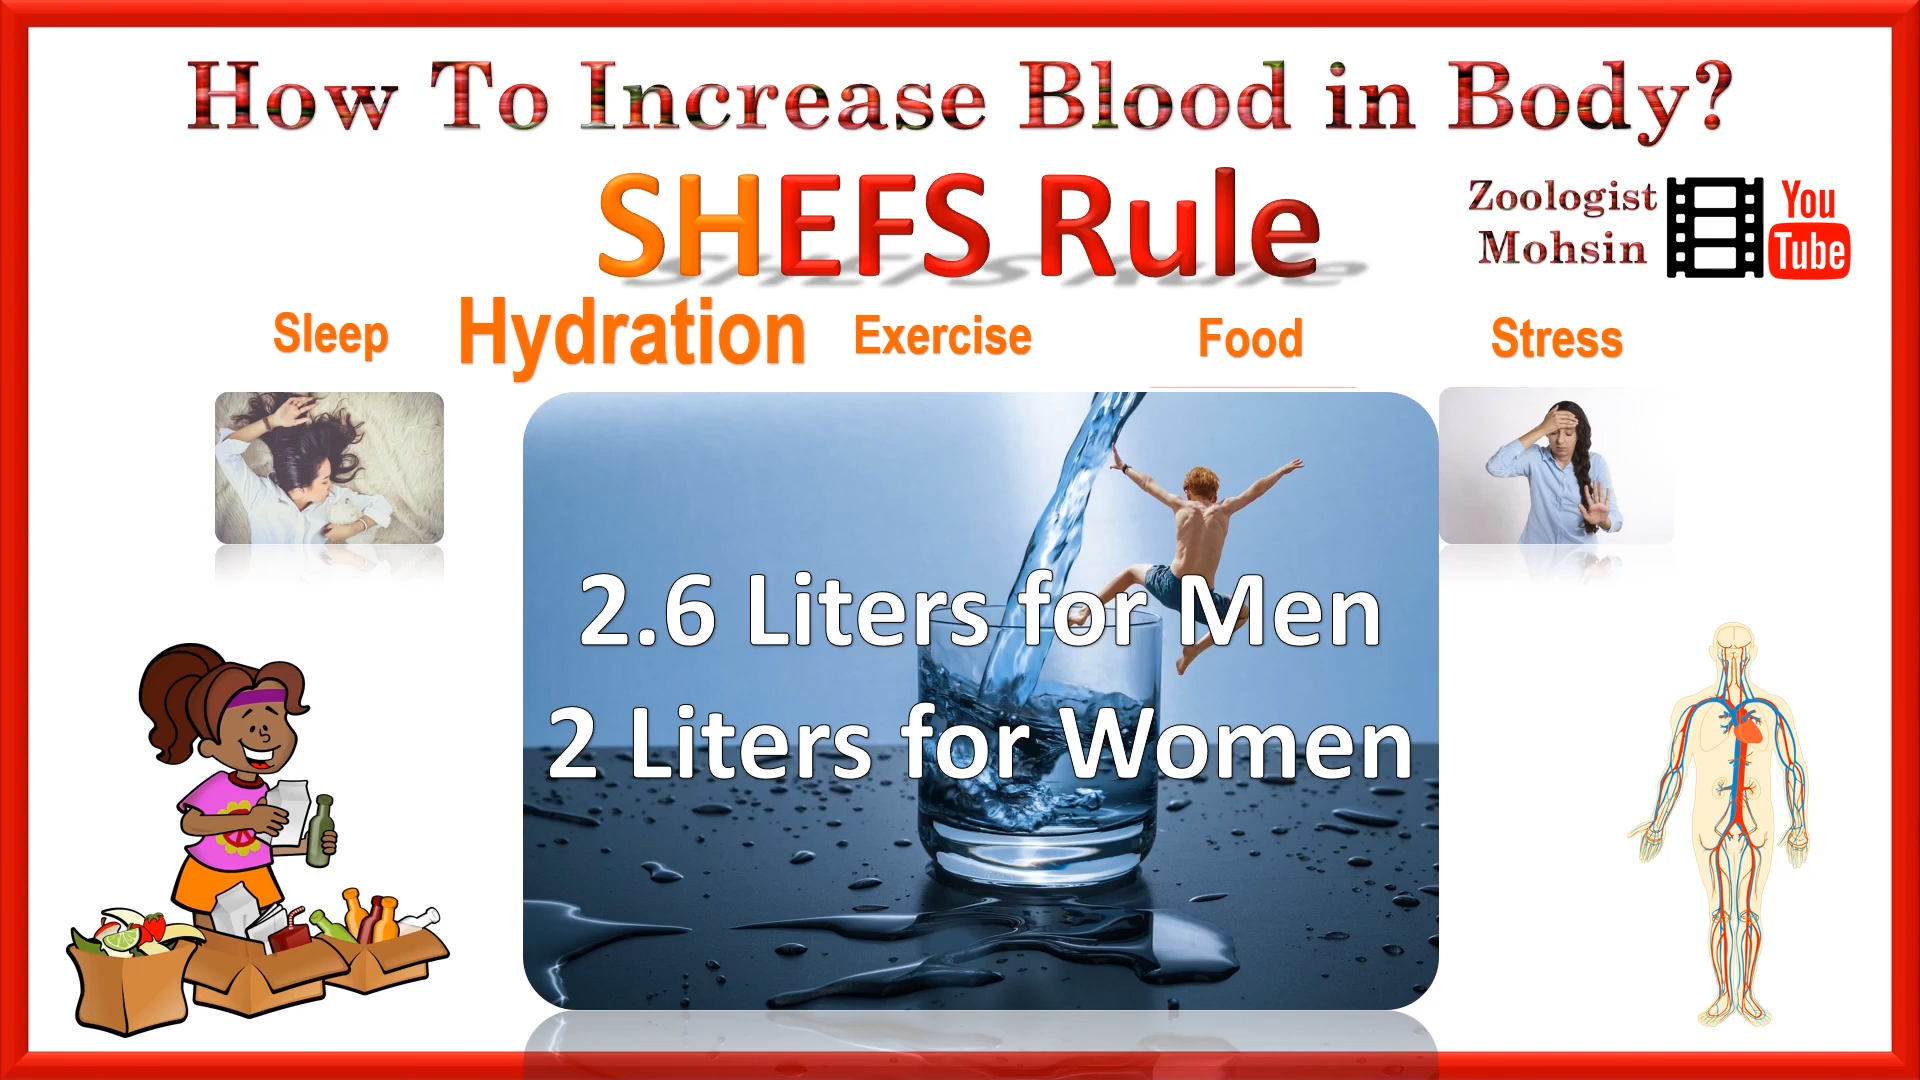 How To Increase Blood in Body?
SHEFS Rule
Zoologist
Mohsin
You
Tube
Sleep
Hydration
Exercise
Food
Stress
2.6 Liters for Men
2 Liters for Women